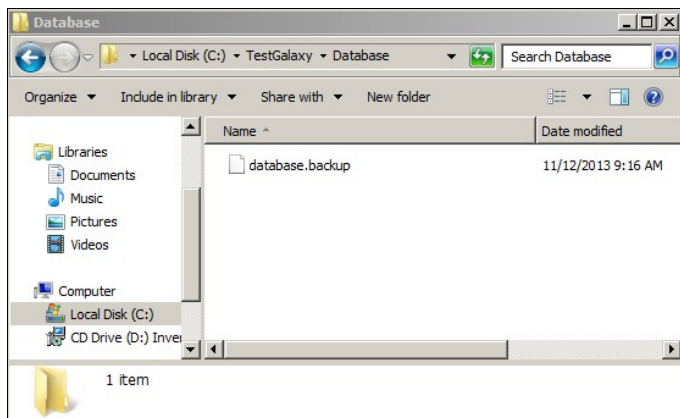 Database
Local Disk (C:) TestGalaxy Database Search Database
Organize Include in library Share with New folder
Name Date modified
Libraries
Documents
Music
Pictures
Videos
Computer
Local Disk (C:)
CD Drive (D:) Inve
database.backup 11/12/2013 9:16 AM
1 item